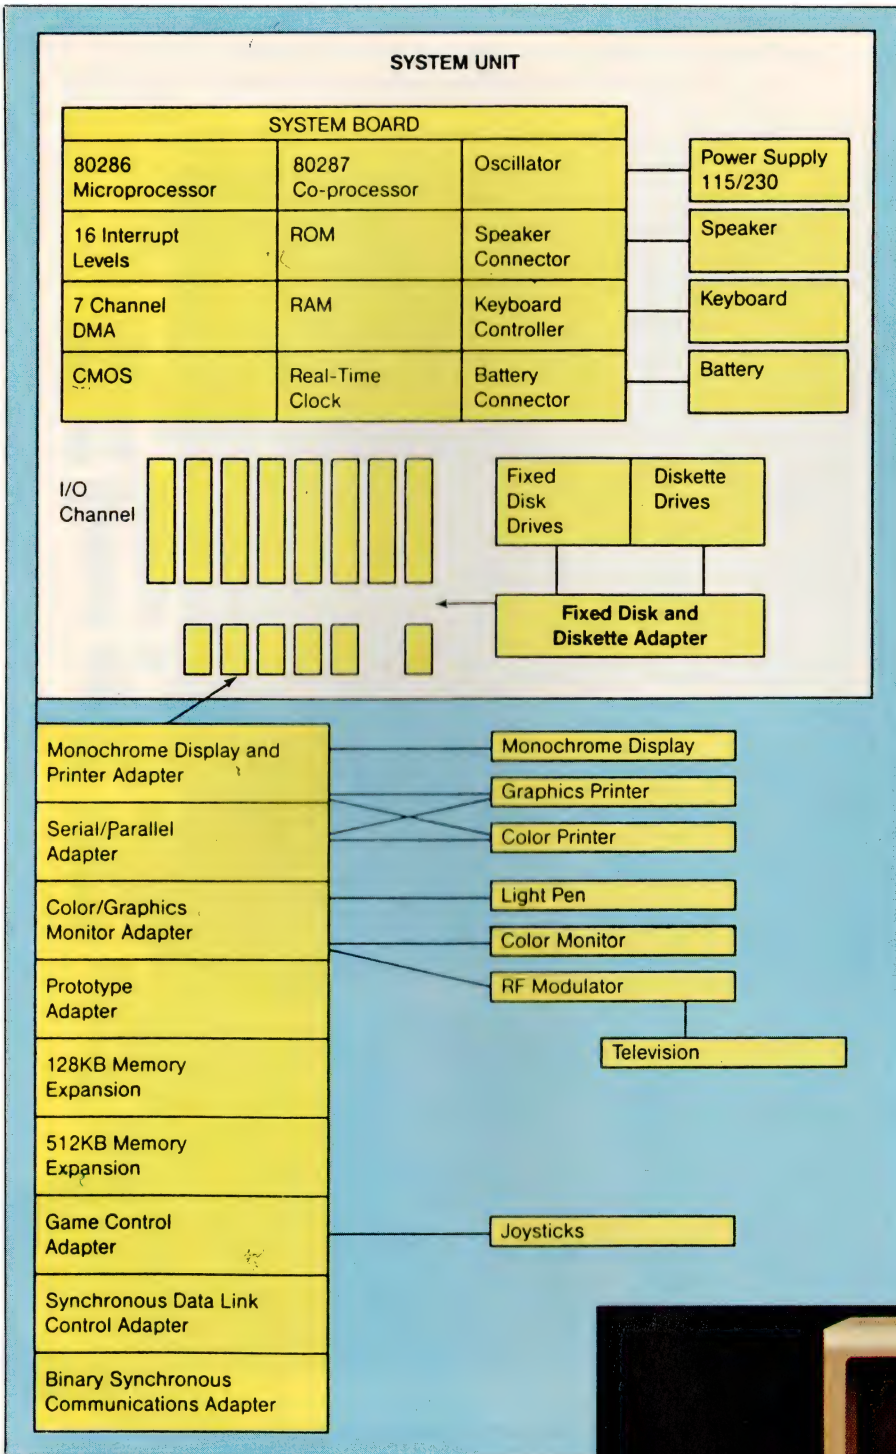 SYSTEM UNIT
SYSTEM BOARD
80286
Microprocessor
80287
Co-processor
Oscillator
Power Supply
115/230
16 Interrupt
Levels
ROM
Speaker
Connector
Speaker
7 Channel
DMA
RAM
Keyboard
Controller
Keyboard
CMOS
Real-Time
Clock
Battery
Connector
Battery
I/O
Channel
Fixed
Disk
Drives
Diskette
Drives
Fixed Disk and
Diskette Adapter
Monochrome Display and
Printer Adapter
Monochrome Display
Graphics Printer
Serial/Parallel
Adapter
Color Printer
Color/Graphics
Monitor Adapter
Light Pen
Color Monitor
Prototype
Adapter
RF Modulator
Television
128KB Memory
Expansion
512KB Memory
Expansion
Game Control
Adapter
Joysticks
Synchronous Data Link
Control Adapter
Binary Synchronous
Communications Adapter